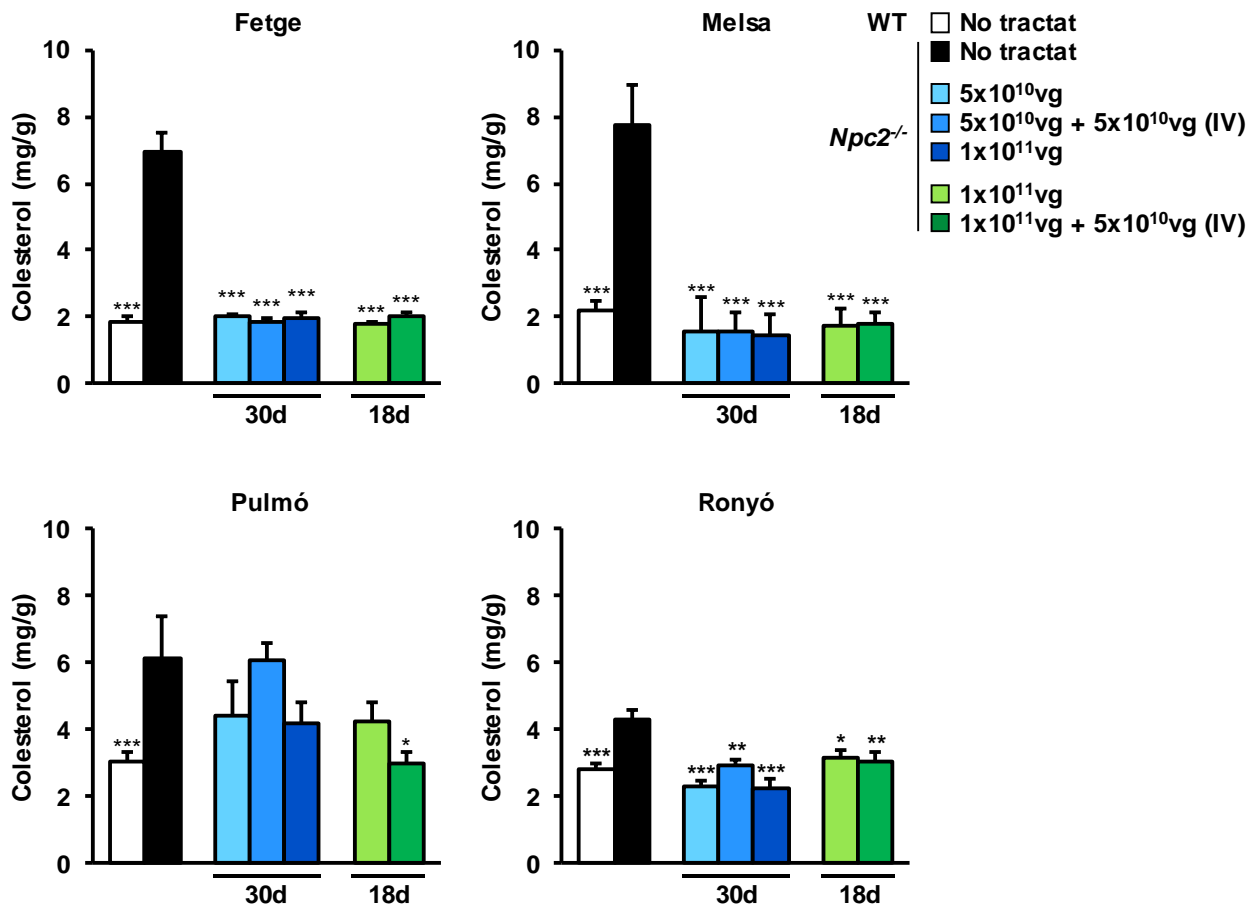 Fetge
Colesterol (mg/g)
10
8
6
4
2
0
***
***
***
***
***
***
30d
18d
Melsa
Colesterol (mg/g)
10
8
6
4
2
0
***
***
***
***
***
***
30d
18d
WT
No tractat
No tractat
5x10¹⁰vg
5x10¹⁰vg + 5x10¹⁰vg (IV)
Npc2⁻/⁻
1x10¹¹vg
1x10¹¹vg
1x10¹¹vg + 5x10¹⁰vg (IV)
Pulmó
Colesterol (mg/g)
10
8
6
4
2
0
***
*
30d
18d
Ronyó
Colesterol (mg/g)
10
8
6
4
2
0
***
***
**
***
*
**
30d
18d